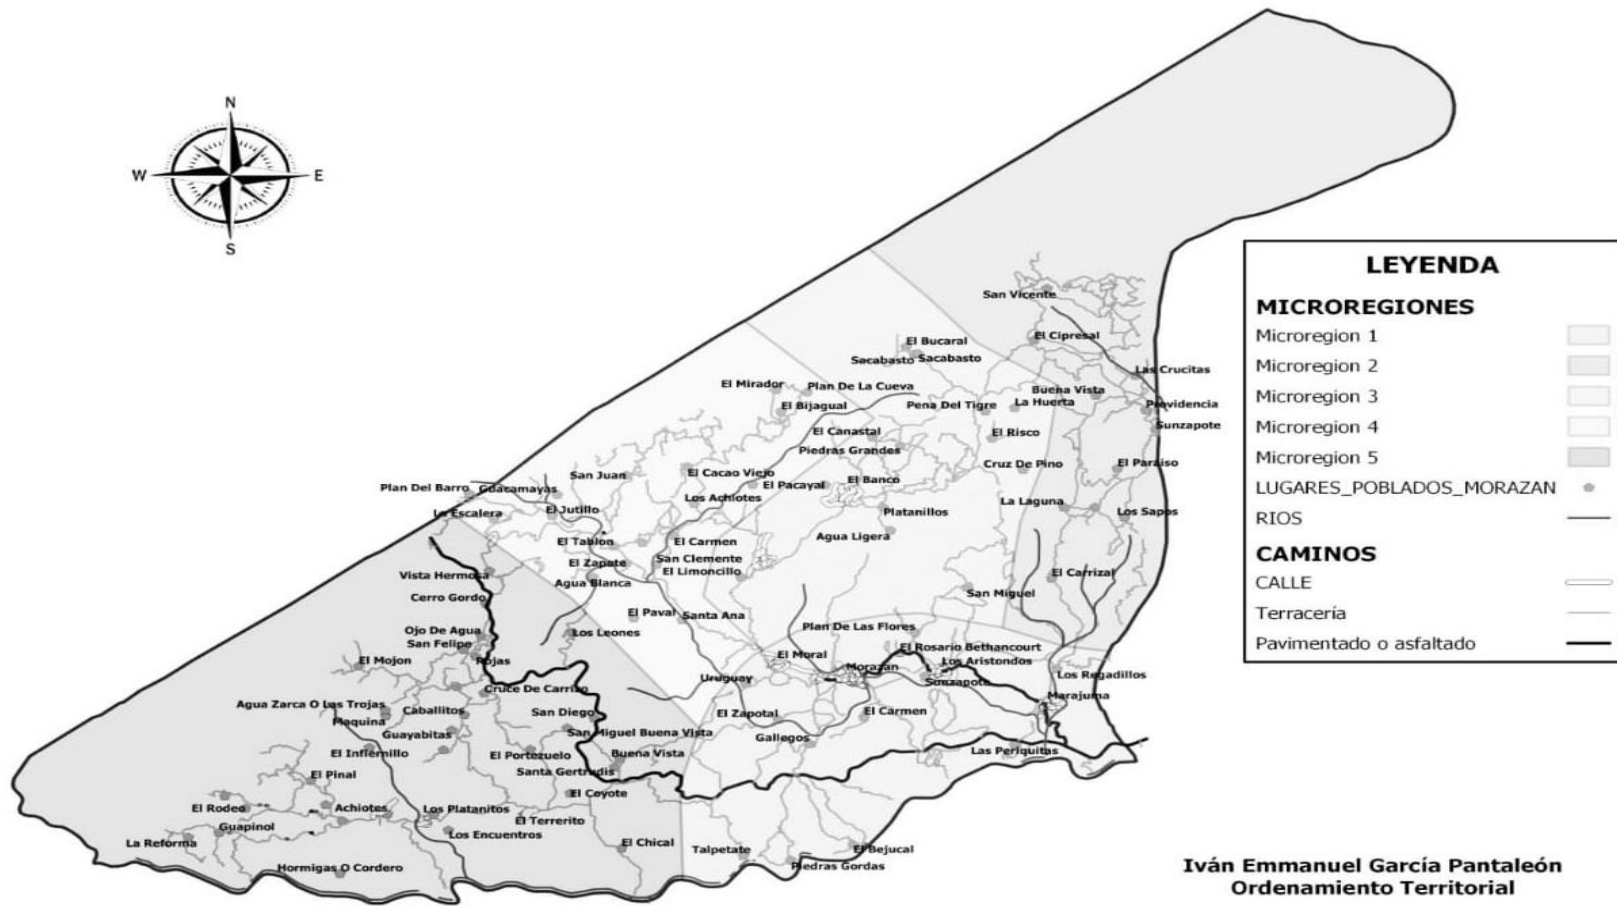 N
W
E
S
LEYENDA
MICROREGIONES
Microregion 1
Microregion 2
Microregion 3
Microregion 4
Microregion 5
LUGARES_POBLADOS_MORAZAN
RIOS
CAMINOS
CALLE
Terracería
Pavimentado o asfaltado
San Vicente
El Cipresal
El Bucaral
Sacabasto
Sacabasto
Las Crucitas
El Mirador
Plan De La Cueva
Buena Vista
El Bijagual
Pena Del Tigre
La Huerta
Providencia
Sunzapote
El Canastal
El Risco
Piedras Grandes
San Juan
El Cacao Viejo
Cruz De Pino
El Paraiso
Plan Del Barro
Guacamayas
El Pacayal
El Banco
Los Achiotes
La Laguna
La Escalera
El Jutillo
Platanillos
Los Sapos
El Tablon
El Carmen
Agua Ligera
San Clemente
El Zapote
El Limoncillo
Vista Hermosa
Agua Blanca
El Carrizal
Cerro Gordo
San Miguel
El Paval
Santa Ana
Ojo De Agua
Los Leones
Plan De Las Flores
San Felipe
El Rosario Bethancourt
El Mojon
Rojas
El Moral
Morazan
Los Aristondos
Uruguay
Sunzapote
Los Regadillos
Cruce De Carrizo
Marajuma
Agua Zarca O Las Trojas
Caballitos
San Diego
El Zapotal
El Carmen
Maquina
Guayabitas
San Miguel Buena Vista
Gallegos
El Infiernillo
El Portezuelo
Buena Vista
Las Periquitas
El Pinal
Santa Gertrudis
El Coyote
El Rodeo
Achiotes
Los Platanitos
El Terrerito
Guapinol
Los Encuentros
La Reforma
El Chical
Talpetate
El Bejucal
Hormigas O Cordero
Piedras Gordas
Iván Emmanuel García Pantaleón
Ordenamiento Territorial